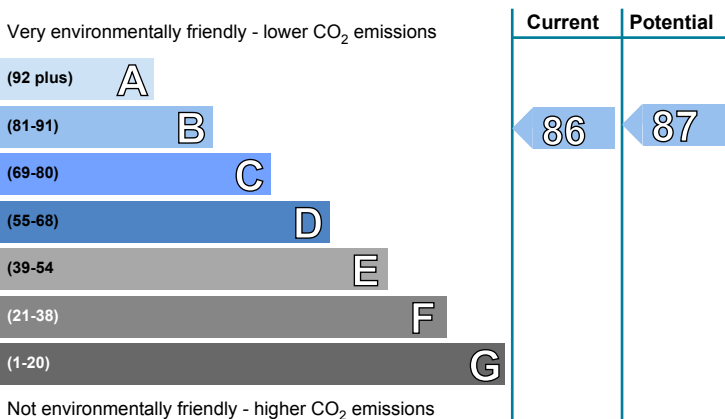 Current Potential
Very environmentally friendly - lower CO2 emissions
(92 plus) A
(81-91) B 86 87
(69-80) C
(55-68) D
(39-54 E
(21-38) F
(1-20) G
Not environmentally friendly - higher CO2 emissions